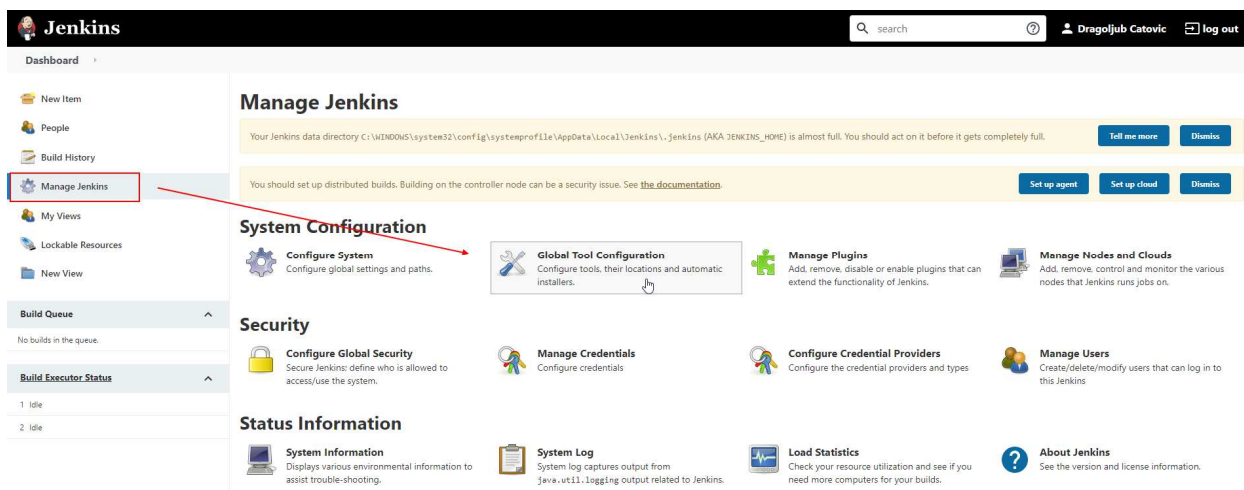 Jenkins
search
Dragoljub Catovic
log out
Dashboard
New Item
People
Build History
Manage Jenkins
My Views
Lockable Resources
New View
Build Queue
No builds in the queue.
Build Executor Status
1 Idle
2 Idle
Manage Jenkins
Your Jenkins data directory C:\WINDOWS\system32\config\systemprofile\AppData\Local\Jenkins\.jenkins (AKA JENKINS_HOME) is almost full. You should act on it before it gets completely full.
Tell me more
Dismiss
You should set up distributed builds. Building on the controller node can be a security issue. See the documentation.
Set up agent
Set up cloud
Dismiss
System Configuration
Configure System
Configure global settings and paths.
Global Tool Configuration
Configure tools, their locations and automatic
installers.
Manage Plugins
Add, remove, disable or enable plugins that can
extend the functionality of Jenkins.
Manage Nodes and Clouds
Add, remove, control and monitor the various
nodes that Jenkins runs jobs on.
Security
Configure Global Security
Secure Jenkins; define who is allowed to
access/use the system.
Manage Credentials
Configure credentials
Configure Credential Providers
Configure the credential providers and types
Manage Users
Create/delete/modify users that can log in to
this Jenkins
Status Information
System Information
Displays various environmental information to
assist trouble-shooting.
System Log
System log captures output from
java.util.logging output related to Jenkins.
Load Statistics
Check your resource utilization and see if you
need more computers for your builds.
About Jenkins
See the version and license information.